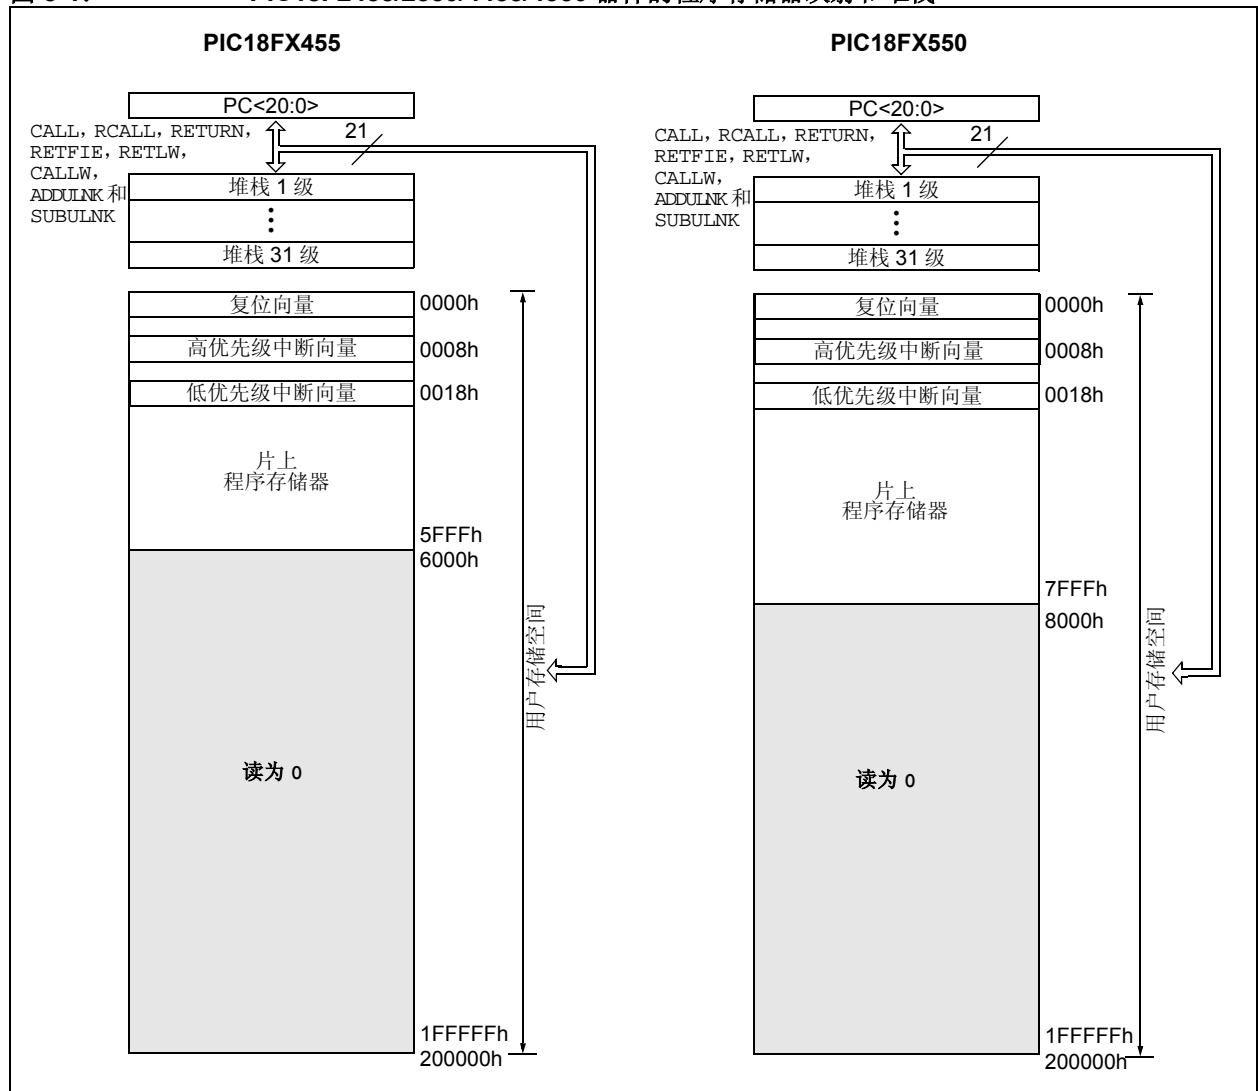 PIC18FX455
PC<20:0>
CALL，RCALL，RETURN，
RETFIE，RETLW，
CALLW，
ADDULNK 和
SUBULNK
21
堆栈 1 级
堆栈 31 级
复位向量
0000h
高优先级中断向量
0008h
低优先级中断向量
0018h
片上
程序存储器
5FFFh
6000h
读为 0
用户存储空间
1FFFFFh
200000h
PIC18FX550
PC<20:0>
CALL，RCALL，RETURN，
RETFIE，RETLW，
CALLW，
ADDULNK 和
SUBULNK
21
堆栈 1 级
堆栈 31 级
复位向量
0000h
高优先级中断向量
0008h
低优先级中断向量
0018h
片上
程序存储器
7FFFh
8000h
读为 0
用户存储空间
1FFFFFh
200000h